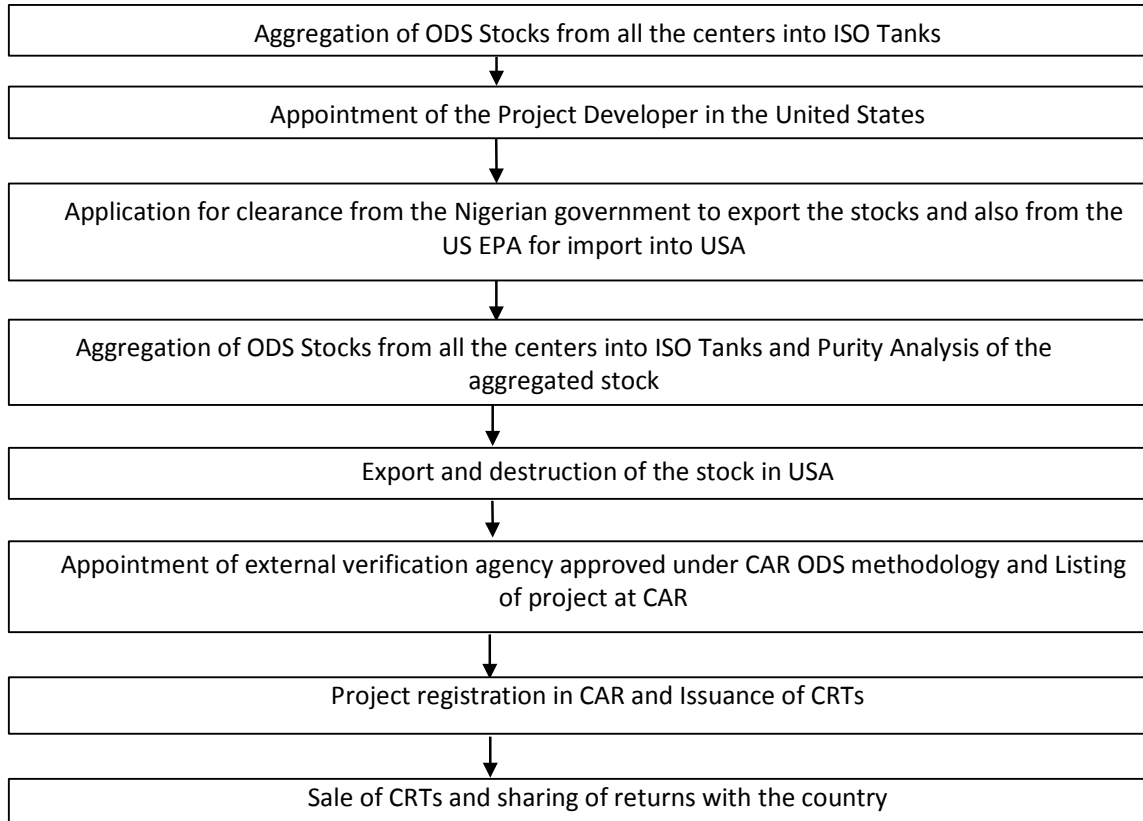 Aggregation of ODS Stocks from all the centers into ISO Tanks
Appointment of the Project Developer in the United States
Application for clearance from the Nigerian government to export the stocks and also from the
US EPA for import into USA
Aggregation of ODS Stocks from all the centers into ISO Tanks and Purity Analysis of the
aggregated stock
Export and destruction of the stock in USA
Appointment of external verification agency approved under CAR ODS methodology and Listing
of project at CAR
Project registration in CAR and Issuance of CRTs
Sale of CRTs and sharing of returns with the country